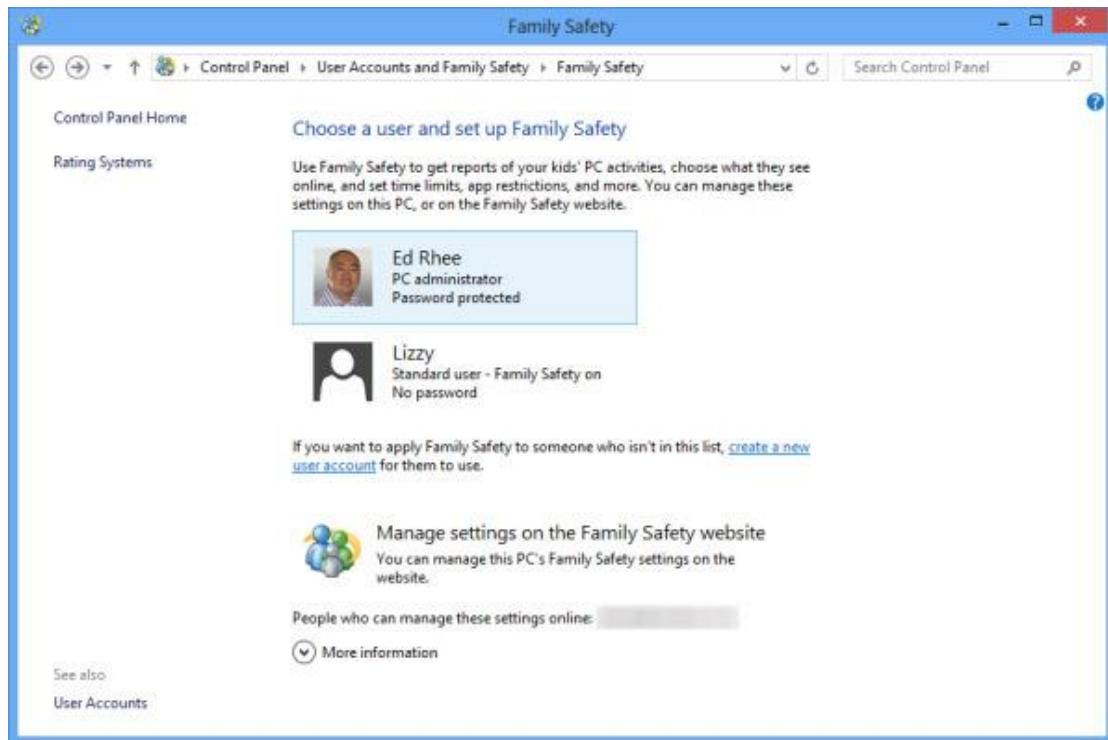 Family Safety
Control Panel
User Accounts and Family Safety
Family Safety
Search Control Panel
Control Panel Home
Rating Systems
Choose a user and set up Family Safety
Use Family Safety to get reports of your kids' PC activities, choose what they see
online, and set time limits, app restrictions, and more. You can manage these
settings on this PC, or on the Family Safety website.
Ed Rhee
PC administrator
Password protected
Lizzy
Standard user - Family Safety on
No password
If you want to apply Family Safety to someone who isn't in this list, create a new
user account for them to use.
Manage settings on the Family Safety website
You can manage this PC's Family Safety settings on the
website.
People who can manage these settings online:
More information
See also
User Accounts